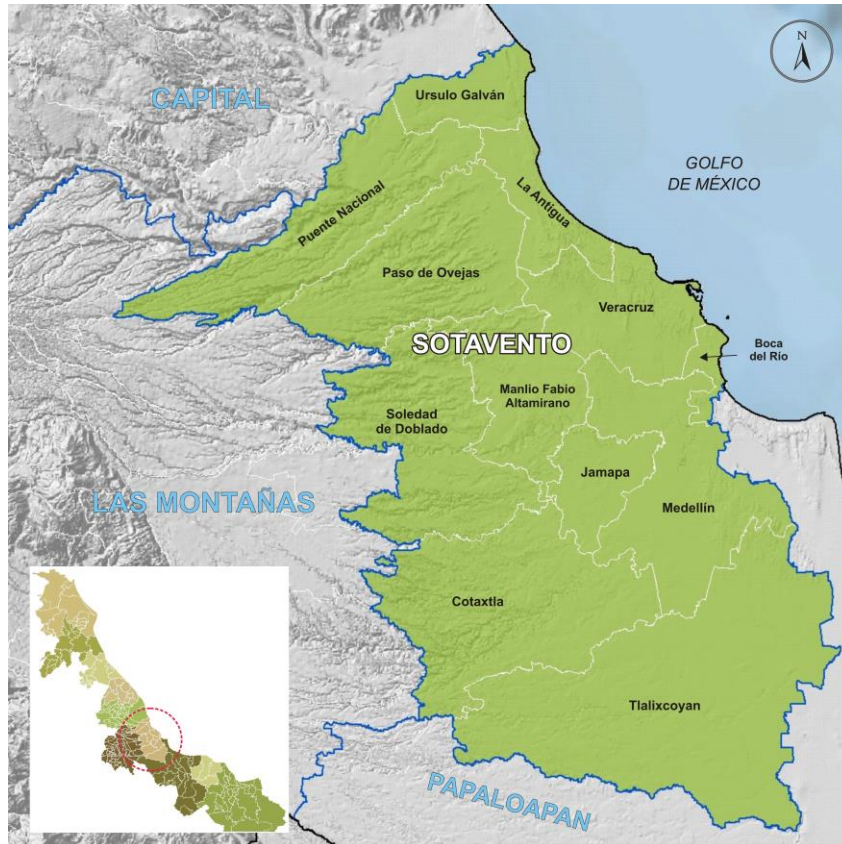 N
CAPITAL
Ursulo Galván
GOLFO
DE MÉXICO
La Antigua
Puente Nacional
Paso de Ovejas
Veracruz
SOTAVENTO
Boca
del Río
Manlio Fabio
Altamirano
Soledad
de Doblado
Jamapa
LAS MONTAÑAS
Medellín
Cotaxtla
Tlalixcoyan
PAPALOAPAN